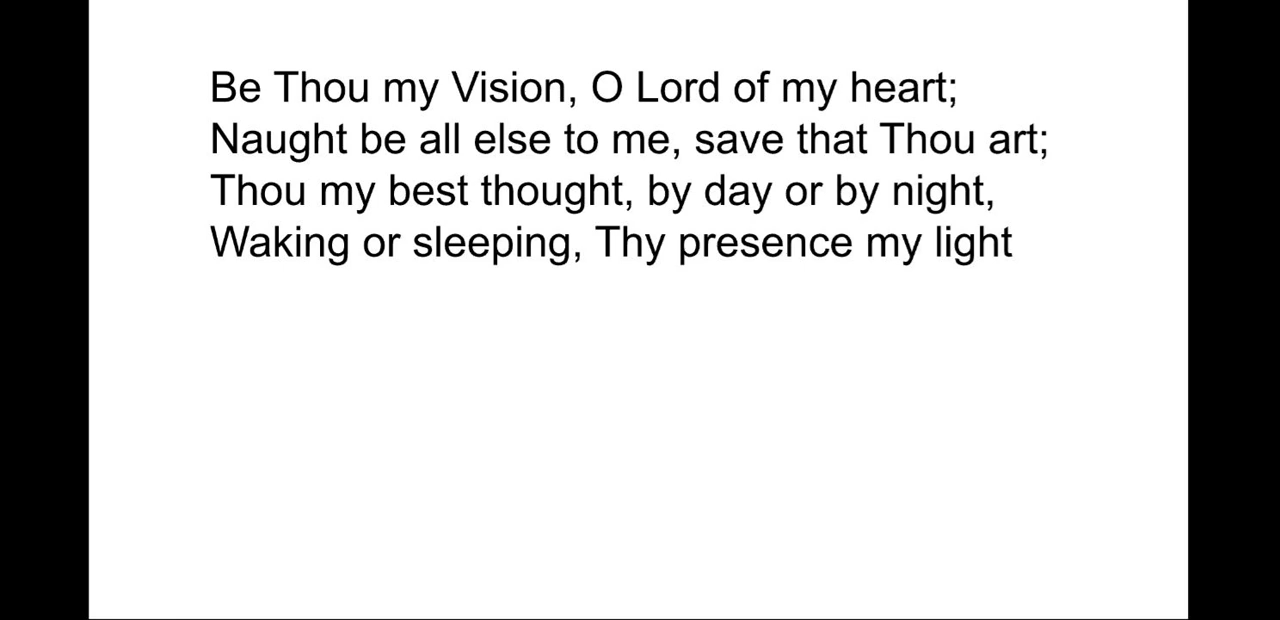 Be Thou my Vision, O Lord of my heart;
Naught be all else to me, save that Thou art;
Thou my best thought, by day or by night,
Waking or sleeping, Thy presence my light